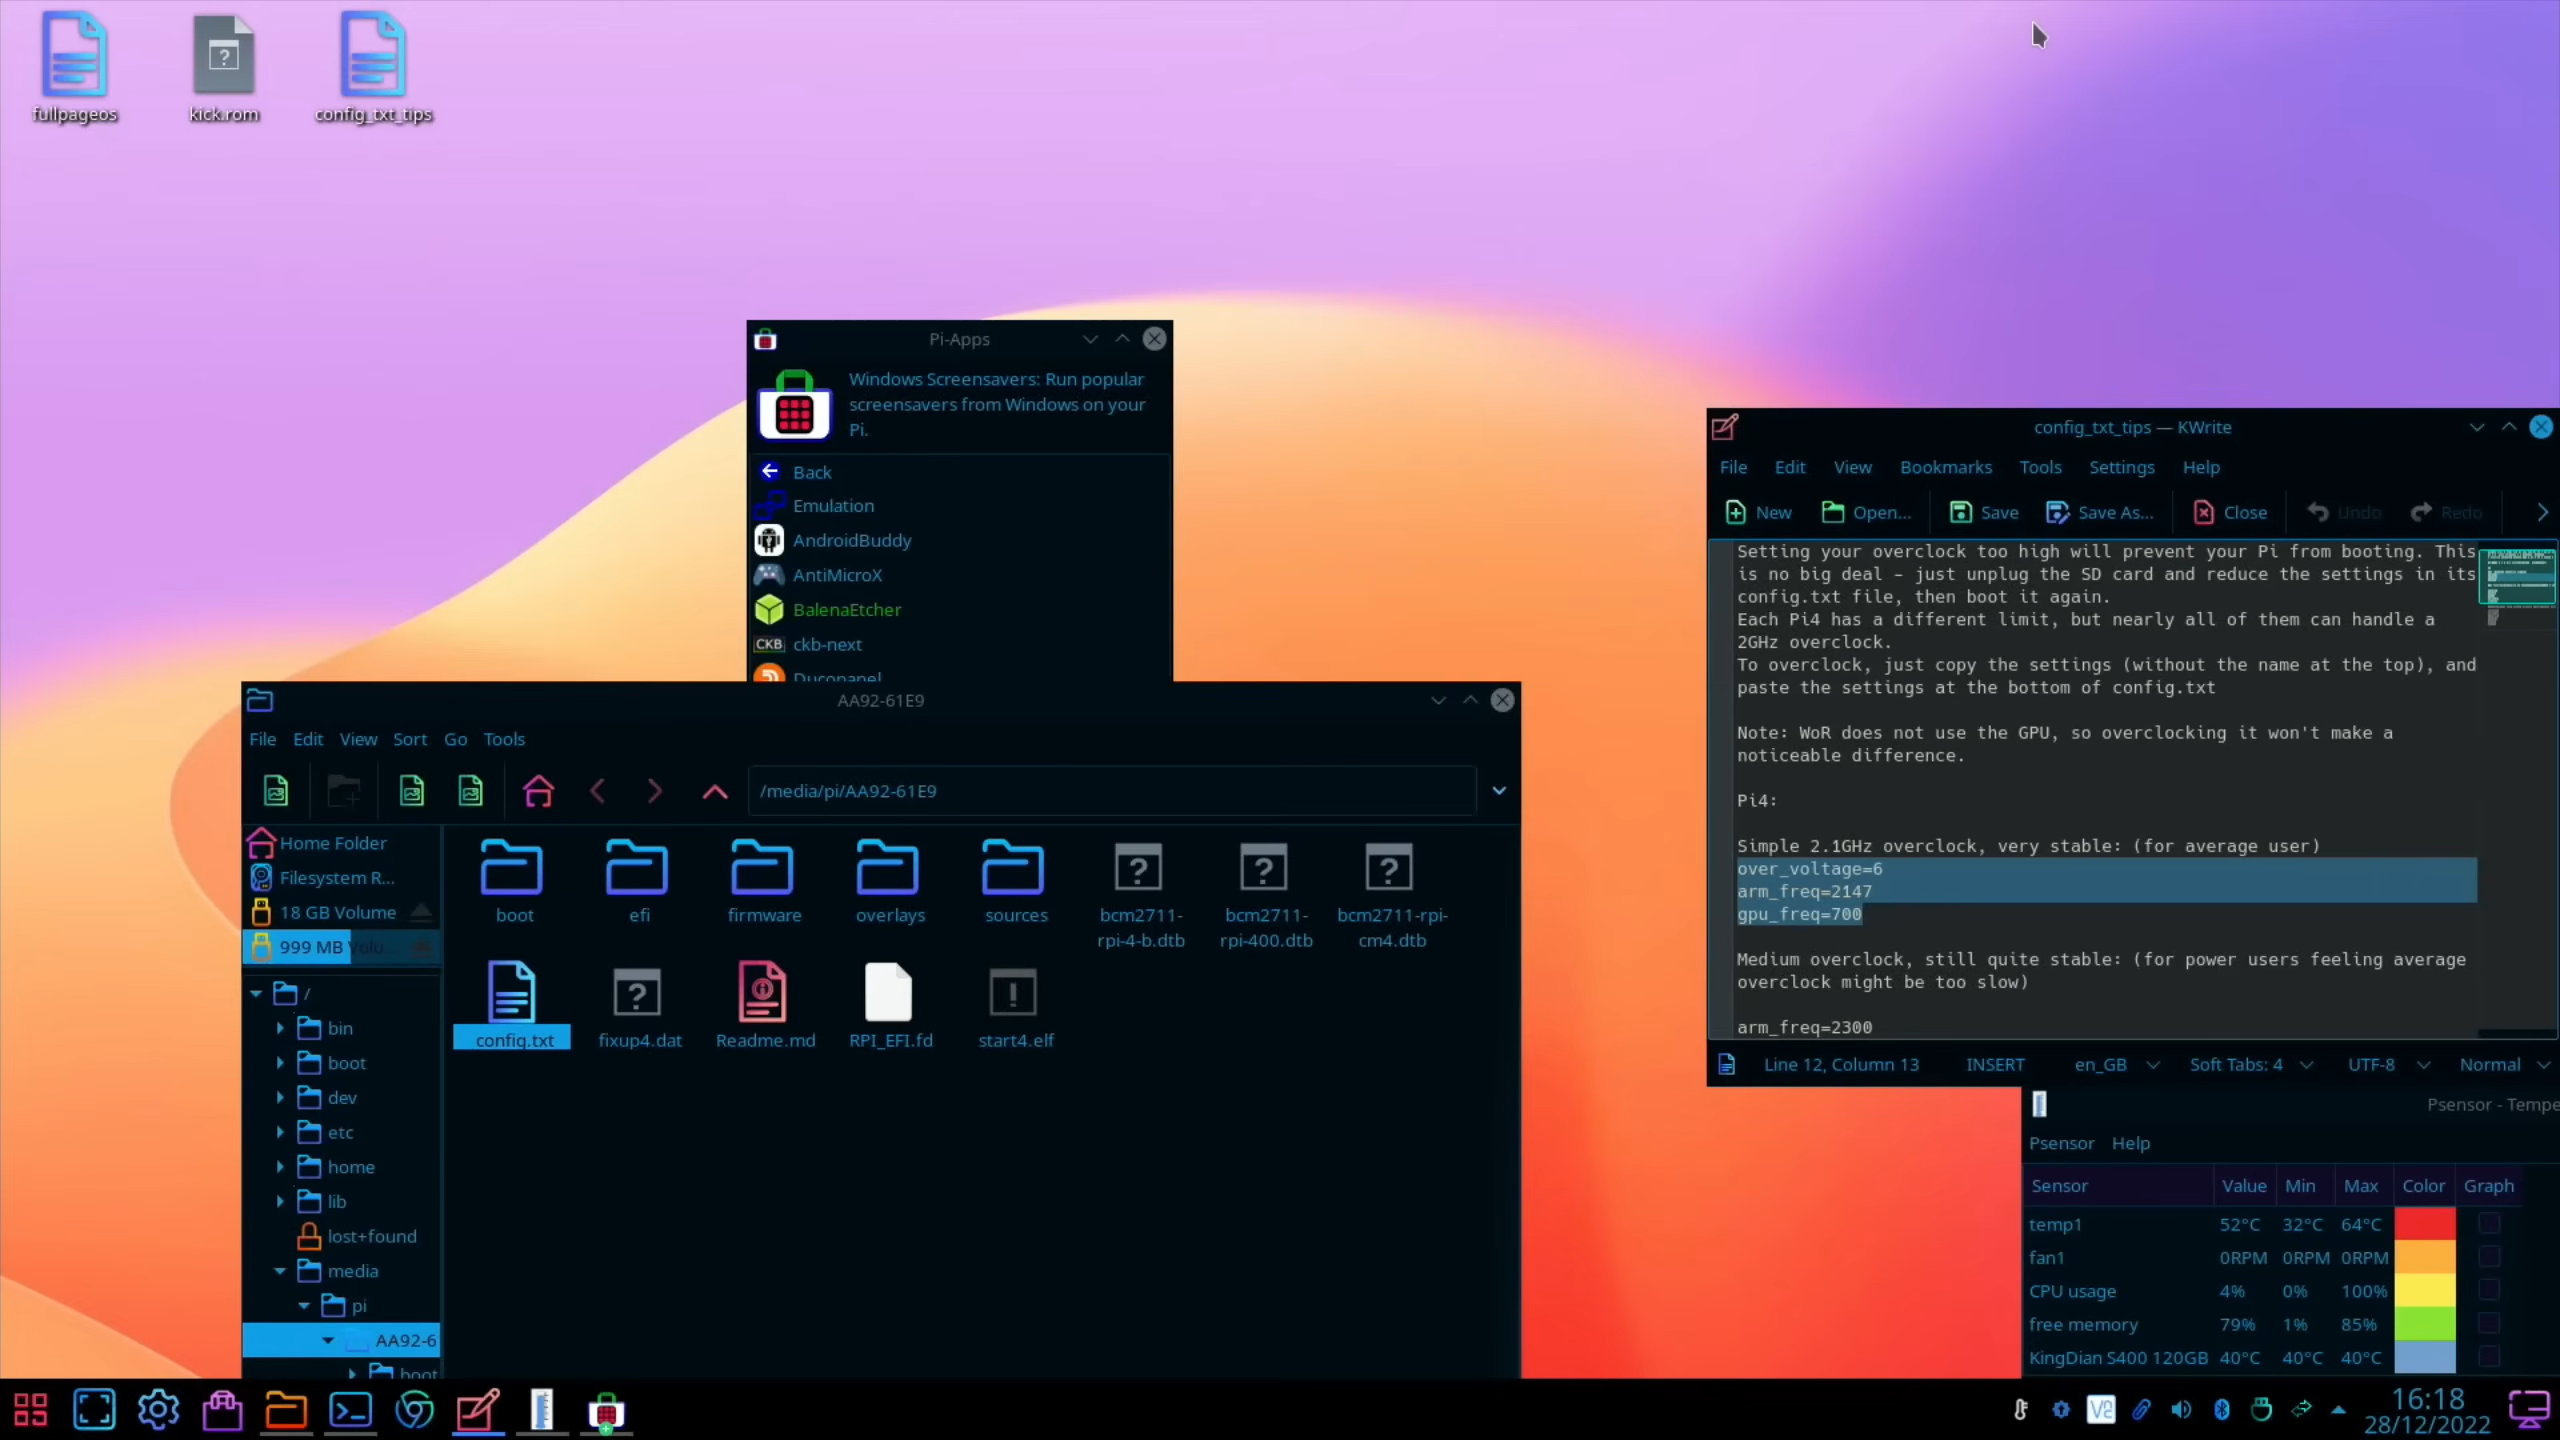 fullpageos
kick.rom
config_txt_tips
Pi-Apps
Windows Screensavers: Run popular
screensavers from Windows on your
Pi.
Back
Emulation
AndroidBuddy
AntiMicroX
BalenaEtcher
CKB ckb-next
Ducopanel
AA92-61E9
File Edit View Sort Go Tools
/media/pi/AA92-61E9
Home Folder
Filesystem R...
18 GB Volume
999 MB Volu...
/
bin
boot
dev
etc
home
lib
lost+found
media
pi
AA92-6
boot
boot
efi
firmware
overlays
sources
bcm2711-
rpi-4-b.dtb
bcm2711-
rpi-400.dtb
bcm2711-rpi-
cm4.dtb
config.txt
fixup4.dat
Readme.md
RPI_EFI.fd
start4.elf
config_txt_tips — KWrite
File Edit View Bookmarks Tools Settings Help
New Open... Save Save As... Close Undo Redo
Setting your overclock too high will prevent your Pi from booting. This
is no big deal - just unplug the SD card and reduce the settings in its
config.txt file, then boot it again.
Each Pi4 has a different limit, but nearly all of them can handle a
2GHz overclock.
To overclock, just copy the settings (without the name at the top), and
paste the settings at the bottom of config.txt
Note: WoR does not use the GPU, so overclocking it won't make a
noticeable difference.
Pi4:
Simple 2.1GHz overclock, very stable: (for average user)
over_voltage=6
arm_freq=2147
gpu_freq=700
Medium overclock, still quite stable: (for power users feeling average
overclock might be too slow)
arm_freq=2300
Line 12, Column 13 INSERT en_GB Soft Tabs: 4 UTF-8 Normal
Psensor - Tempe
Psensor Help
Sensor Value Min Max Color Graph
temp1 52°C 32°C 64°C
fan1 0RPM 0RPM 0RPM
CPU usage 4% 0% 100%
free memory 79% 1% 85%
KingDian S400 120GB 40°C 40°C 40°C
16:18
28/12/2022